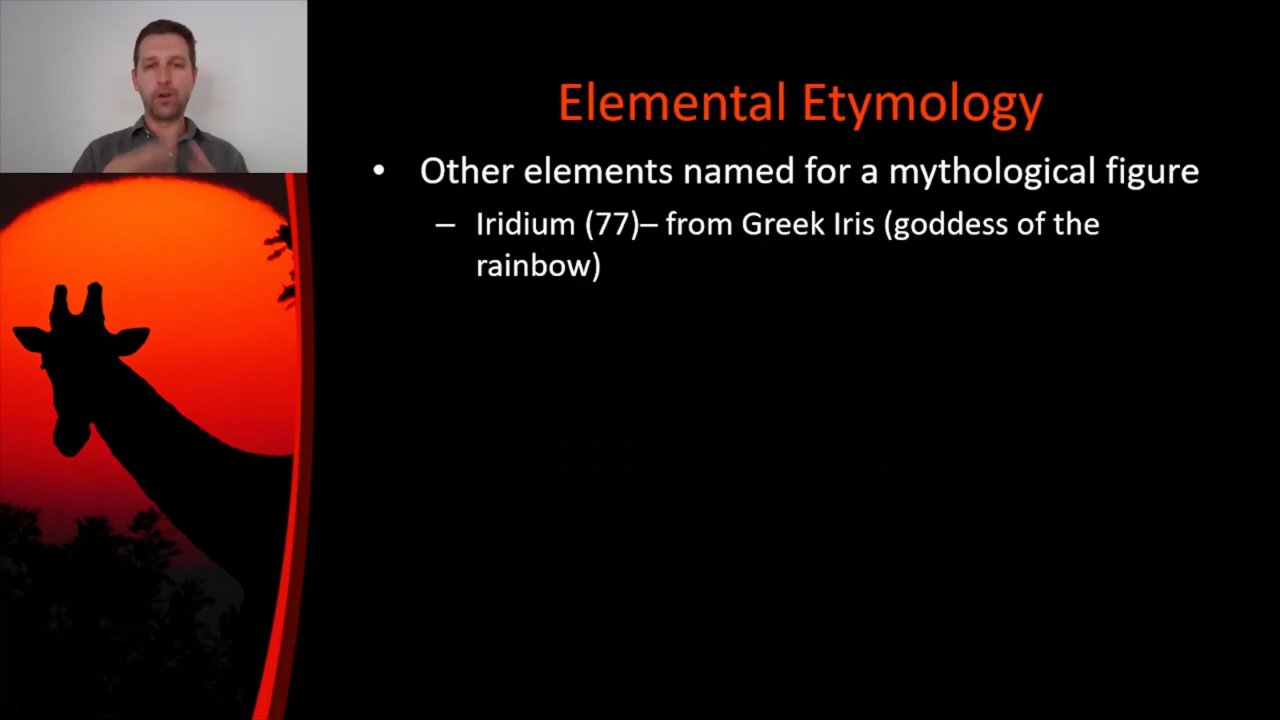 Elemental Etymology
• Other elements named for a mythological figure
– Iridium (77)– from Greek Iris (goddess of the
rainbow)